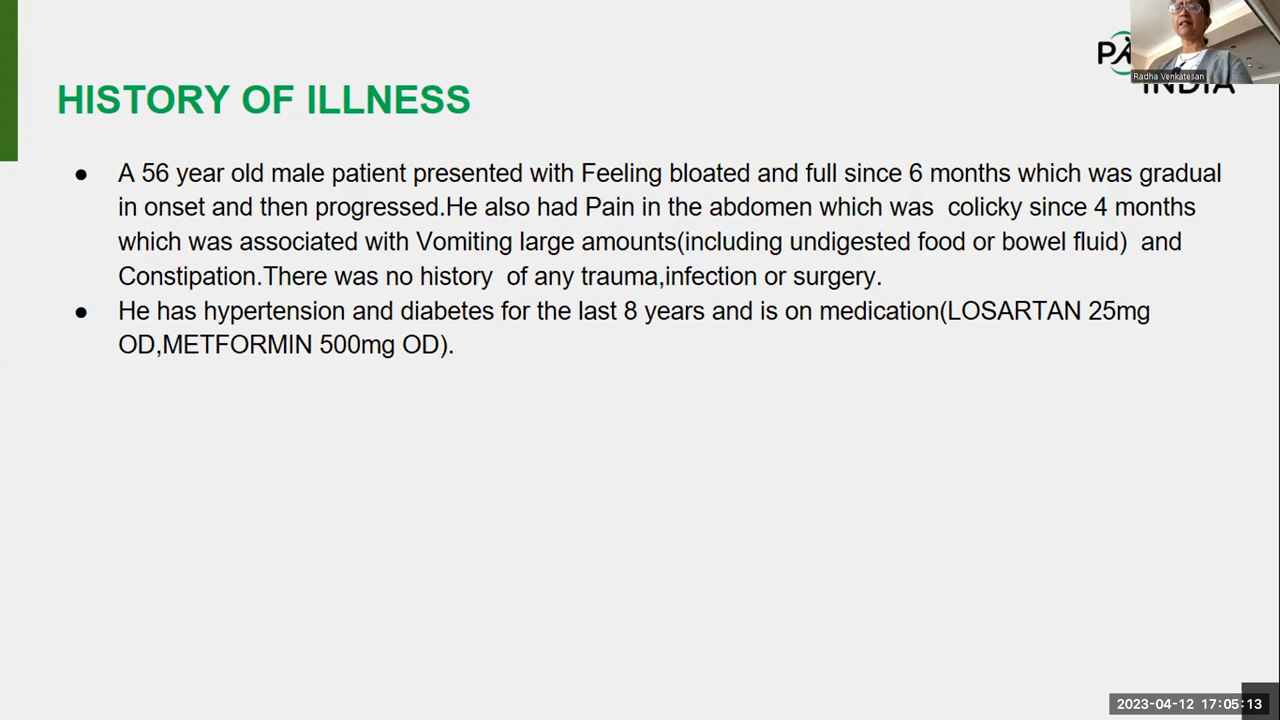 PA
INDIA
Radha Venkatesan
HISTORY OF ILLNESS
● A 56 year old male patient presented with Feeling bloated and full since 6 months which was gradual
in onset and then progressed.He also had Pain in the abdomen which was colicky since 4 months
which was associated with Vomiting large amounts(including undigested food or bowel fluid) and
Constipation.There was no history of any trauma,infection or surgery.
● He has hypertension and diabetes for the last 8 years and is on medication(LOSARTAN 25mg
OD,METFORMIN 500mg OD).
2023-04-12 17:05:13